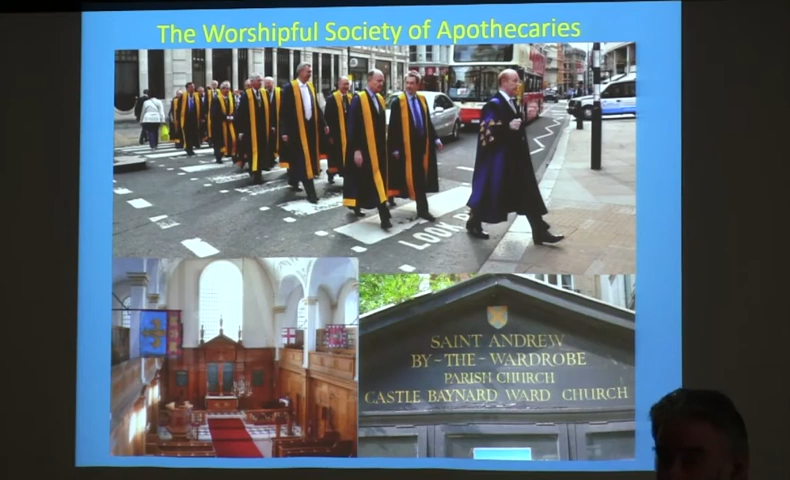 The Worshipful Society of Apothecaries
LOOK
SAINT ANDREW
BY-THE-WARDROBE
PARISH CHURCH
CASTLE BAYNARD WARD CHURCH